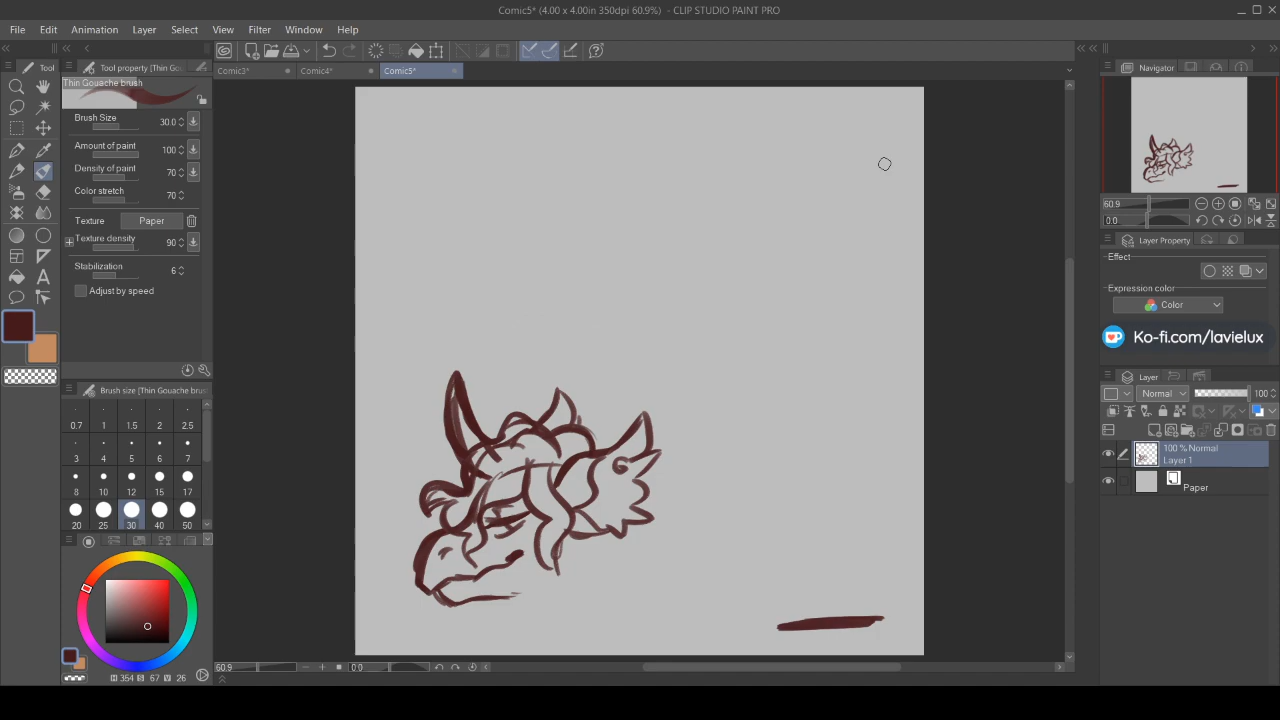 Comic5* (4.00 x 4.00in 350dpi 60.9%) - CLIP STUDIO PAINT PRO
File Edit Animation Layer Select View Filter Window Help
Comic3* Comic4* Comic5*
Tool
Tool property [Thin Go
Thin Gouache brush
Brush Size 30.0
Amount of paint 100
Density of paint 70
Color stretch 70
Texture Paper
Texture density 90
Stabilization 6
Adjust by speed
Brush size [Thin Gouache brus
0.7 1 1.5 2 2.5
3 4 5 6 7
8 10 12 15 17
20 25 30 40 50
H 354 S 67 V 26
60.9 0.0
Navigator
60.9
0.0
Layer Property
Effect
Expression color
Color
Ko-fi.com/lavielux
Layer
Normal 100
100 % Normal
Layer 1
Paper